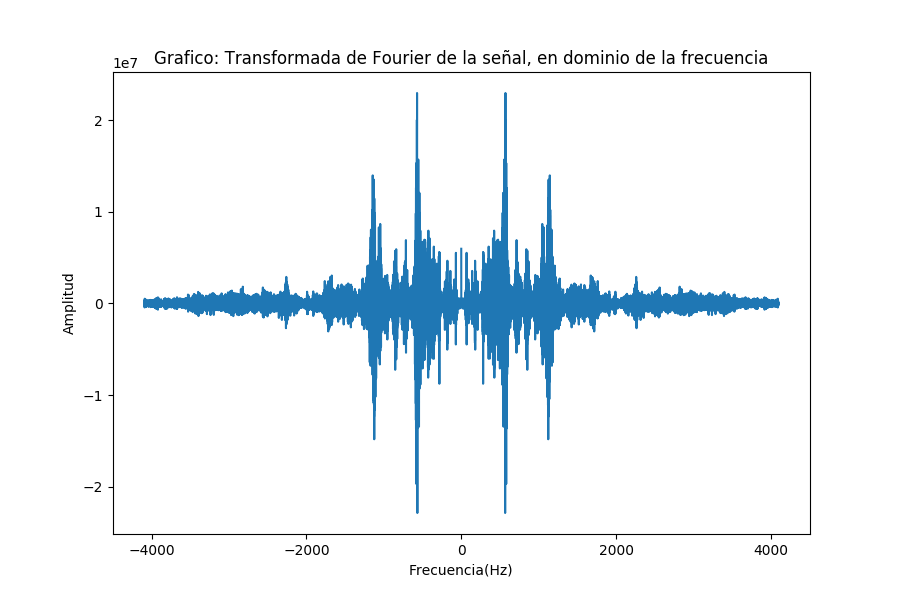 Grafico: Transformada de Fourier de la señal, en dominio de la frecuencia
1e7
2
1
0
−1
−2
Amplitud
−4000 −2000 0 2000 4000
Frecuencia(Hz)